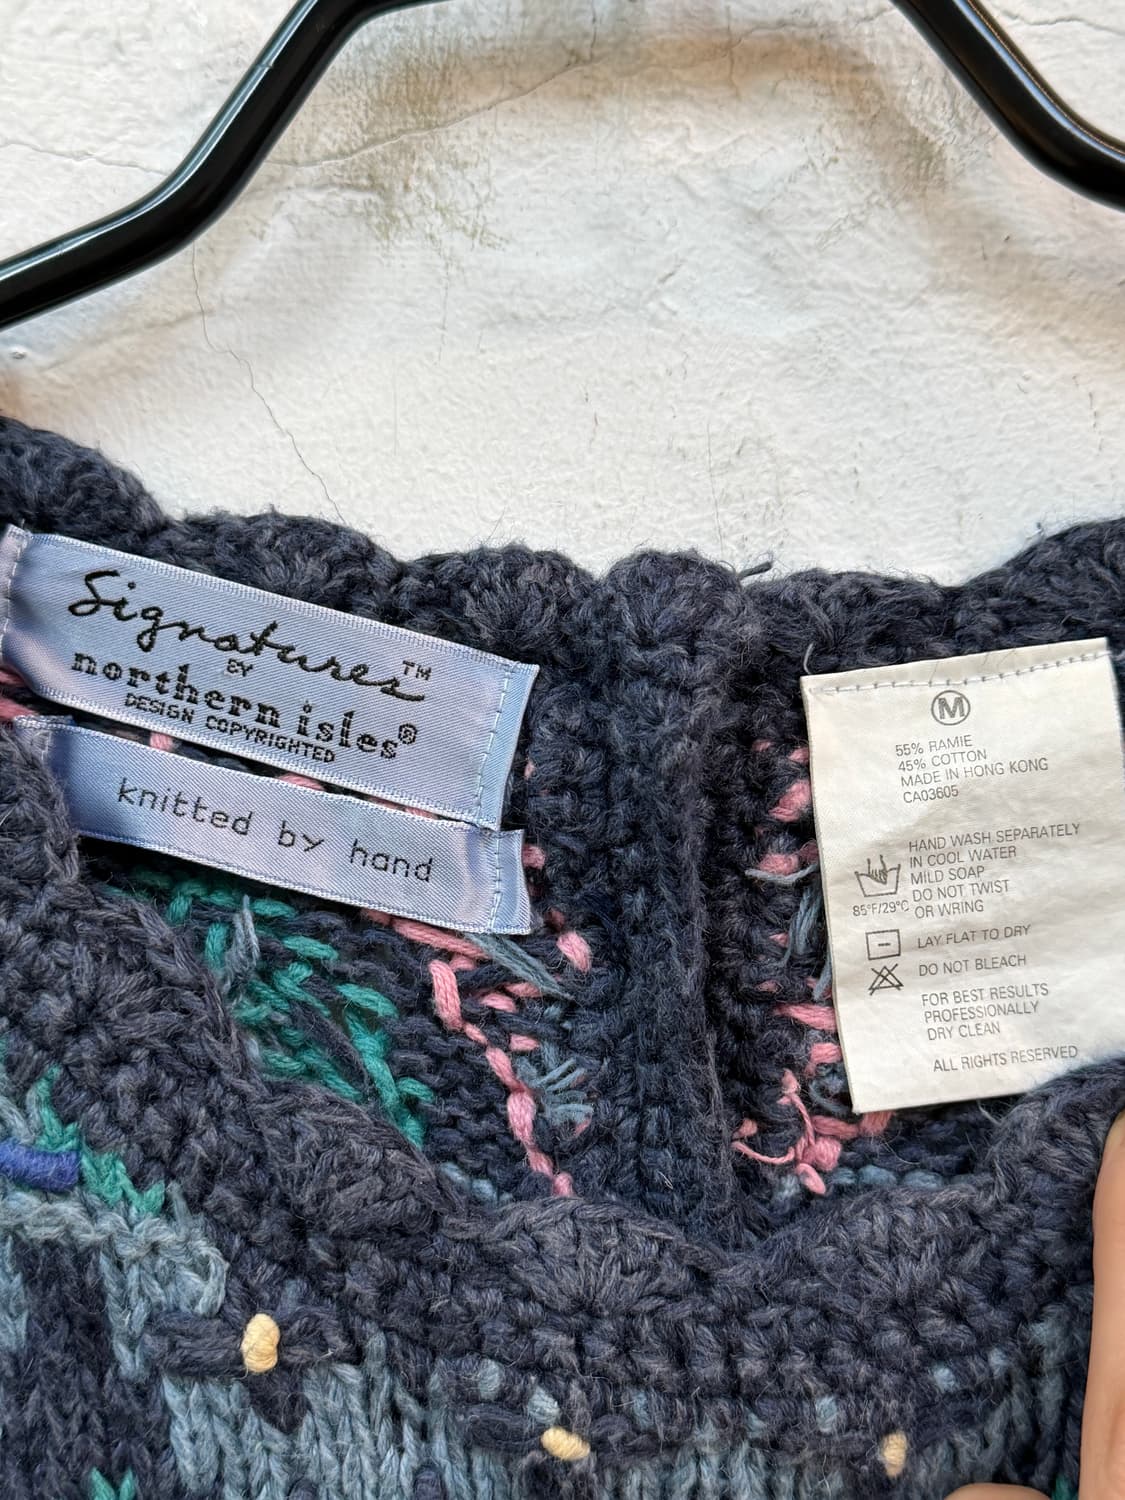 Signatures™
BY
northern isles®
DESIGN COPYRIGHTED
knitted by hand
M
55% RAMIE
45% COTTON
MADE IN HONG KONG
CA03605
HAND WASH SEPARATELY
IN COOL WATER
MILD SOAP
DO NOT TWIST
85°F/29°C OR WRING
LAY FLAT TO DRY
DO NOT BLEACH
FOR BEST RESULTS
PROFESSIONALLY
DRY CLEAN
ALL RIGHTS RESERVED